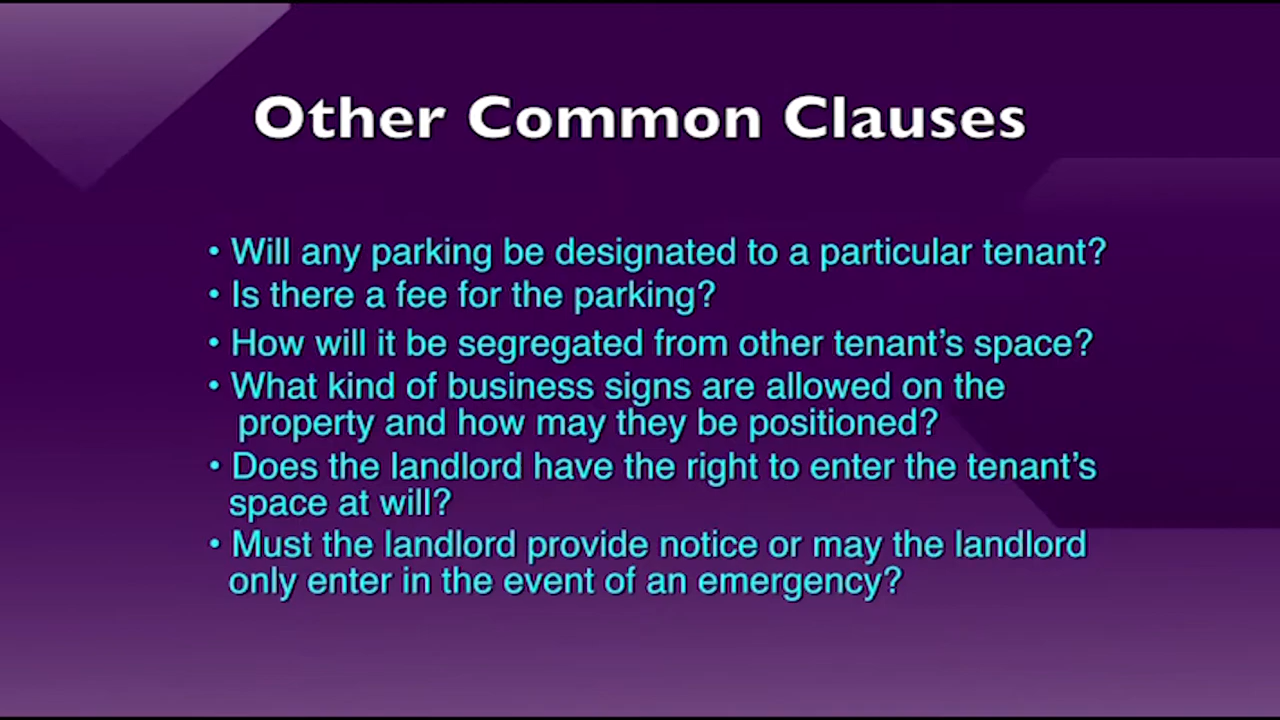 Other Common Clauses
• Will any parking be designated to a particular tenant?
• Is there a fee for the parking?
• How will it be segregated from other tenant’s space?
• What kind of business signs are allowed on the
property and how may they be positioned?
• Does the landlord have the right to enter the tenant’s
space at will?
• Must the landlord provide notice or may the landlord
only enter in the event of an emergency?